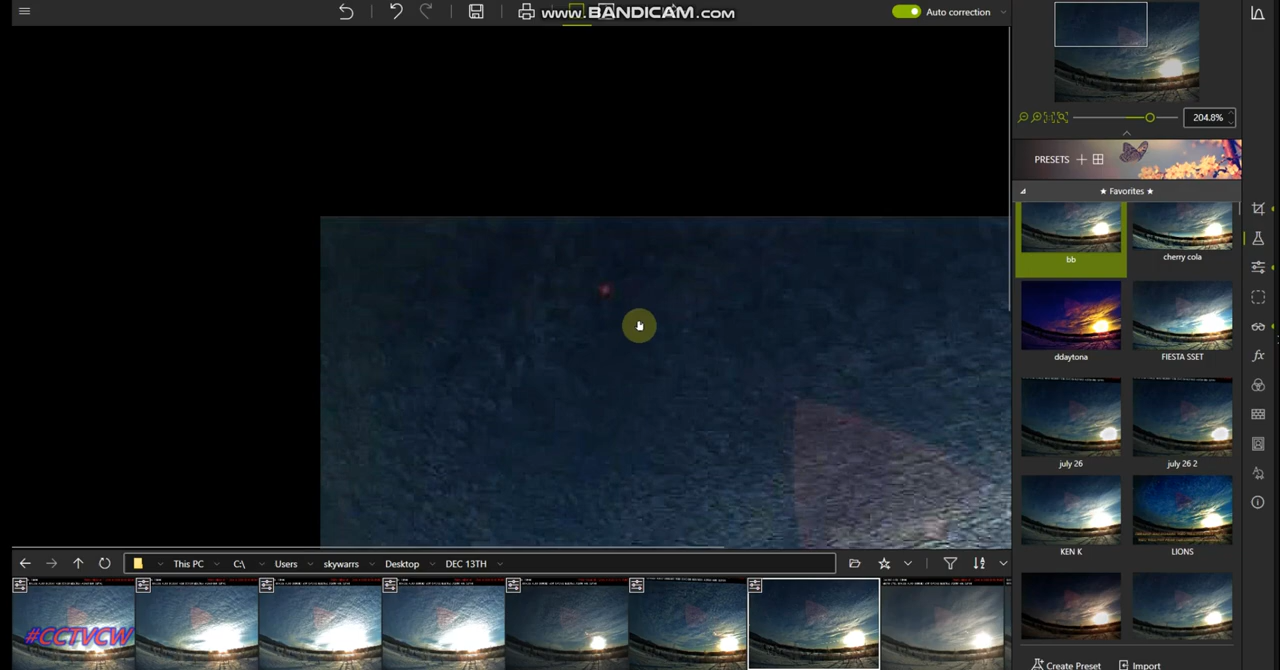 www.BANDICAM.com
Auto correction
204.8%
PRESETS
★ Favorites ★
bb
cherry cola
ddaytona
FIESTA SSET
july 26
july 26 2
KEN K
LIONS
This PC
C:\
Users
skywarrs
Desktop
DEC 13TH
#CCTVCW
Create Preset
Import